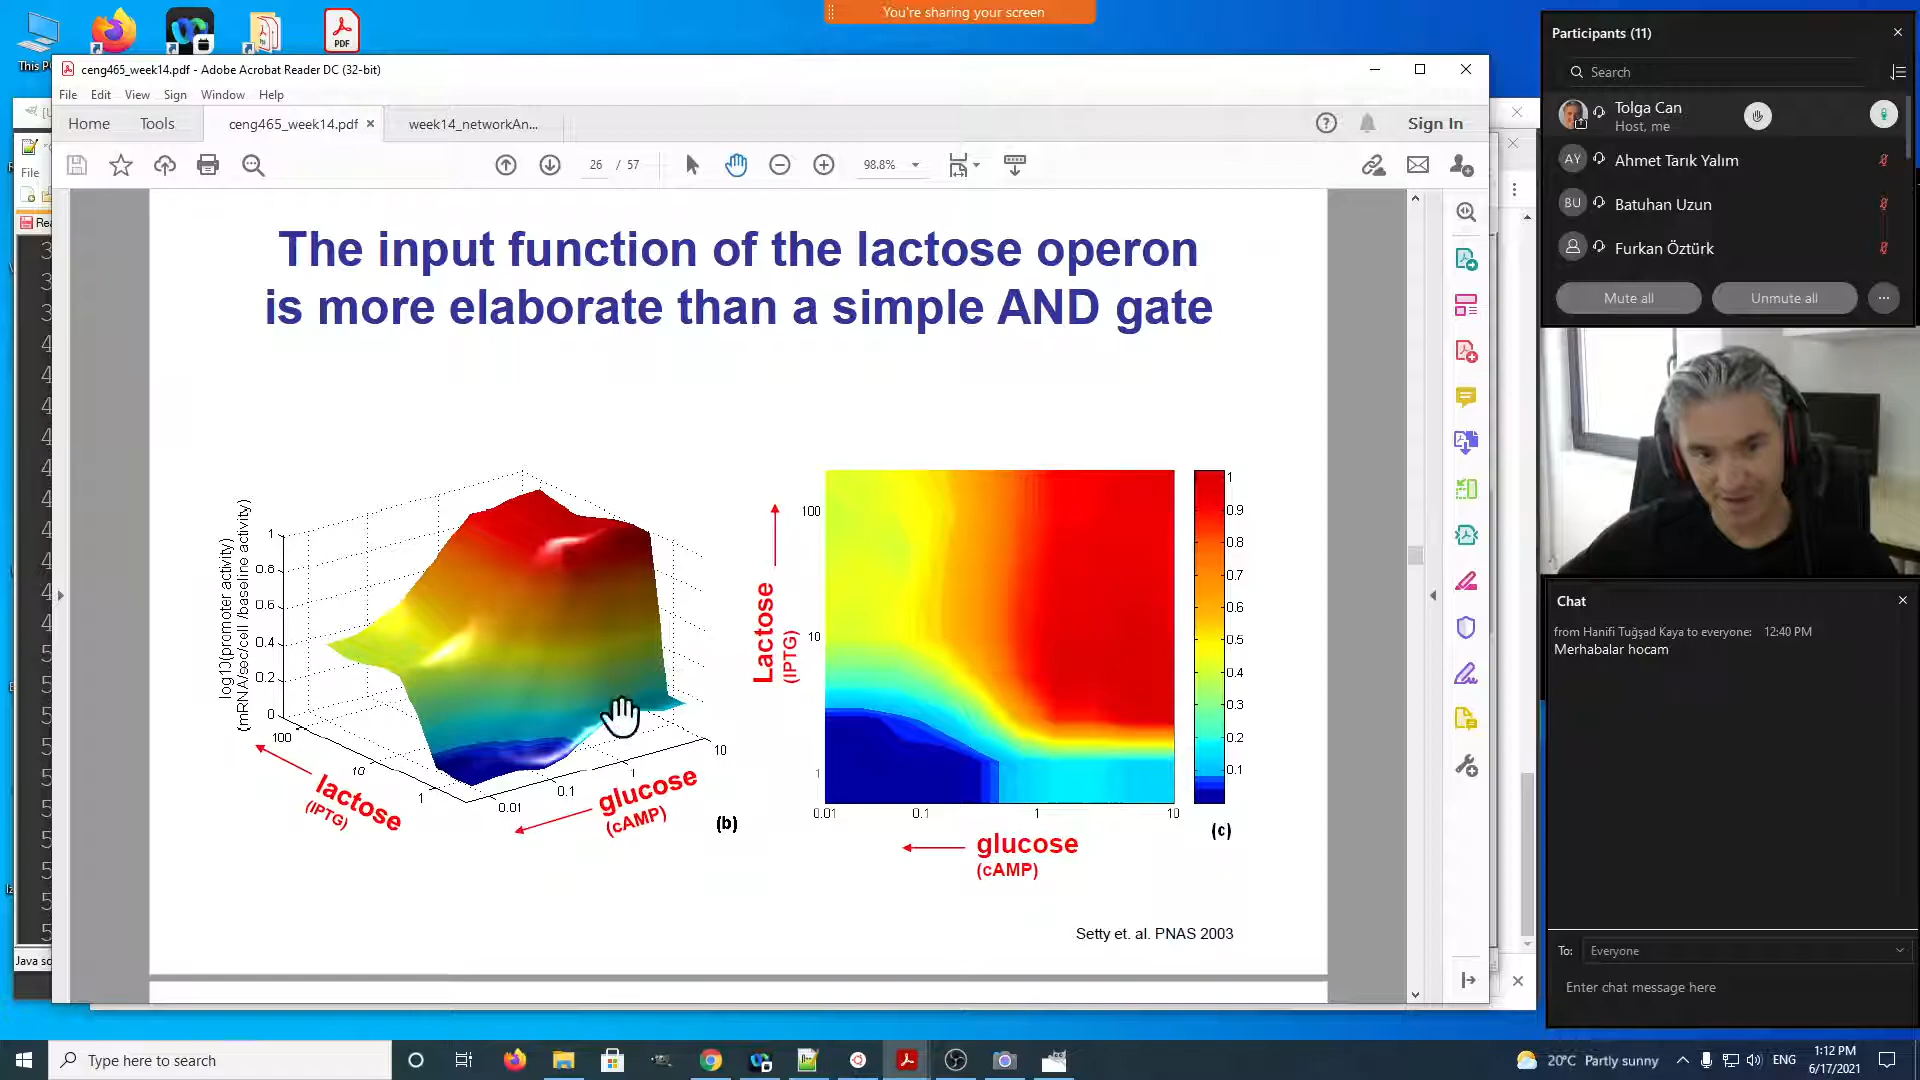 You're sharing your screen
This P
PDF
ceng465_week14.pdf - Adobe Acrobat Reader DC (32-bit)
File Edit View Sign Window Help
Home Tools ceng465_week14.pdf × week14_networkAn... Sign In
26 / 57 98.8%
File
Rea
The input function of the lactose operon
is more elaborate than a simple AND gate
log10(promoter activity)
(mRNA/sec/cell /baseline activity)
1
0.8
0.6
0.4
0.2
0
100
10
1
lactose
(IPTG)
0.01
0.1
1
10
glucose
(cAMP)
(b)
Lactose
(IPTG)
100
10
1
0.01 0.1 1 10
glucose
(cAMP)
1
0.9
0.8
0.7
0.6
0.5
0.4
0.3
0.2
0.1
(c)
Setty et. al. PNAS 2003
Java so
Participants (11)
Search
Tolga Can
Host, me
AY Ahmet Tarık Yalım
BU Batuhan Uzun
Furkan Öztürk
Mute all Unmute all ...
Chat
from Hanifi Tuğşad Kaya to everyone: 12:40 PM
Merhabalar hocam
To: Everyone
Enter chat message here
Type here to search
20°C Partly sunny ENG
1:12 PM
6/17/2021